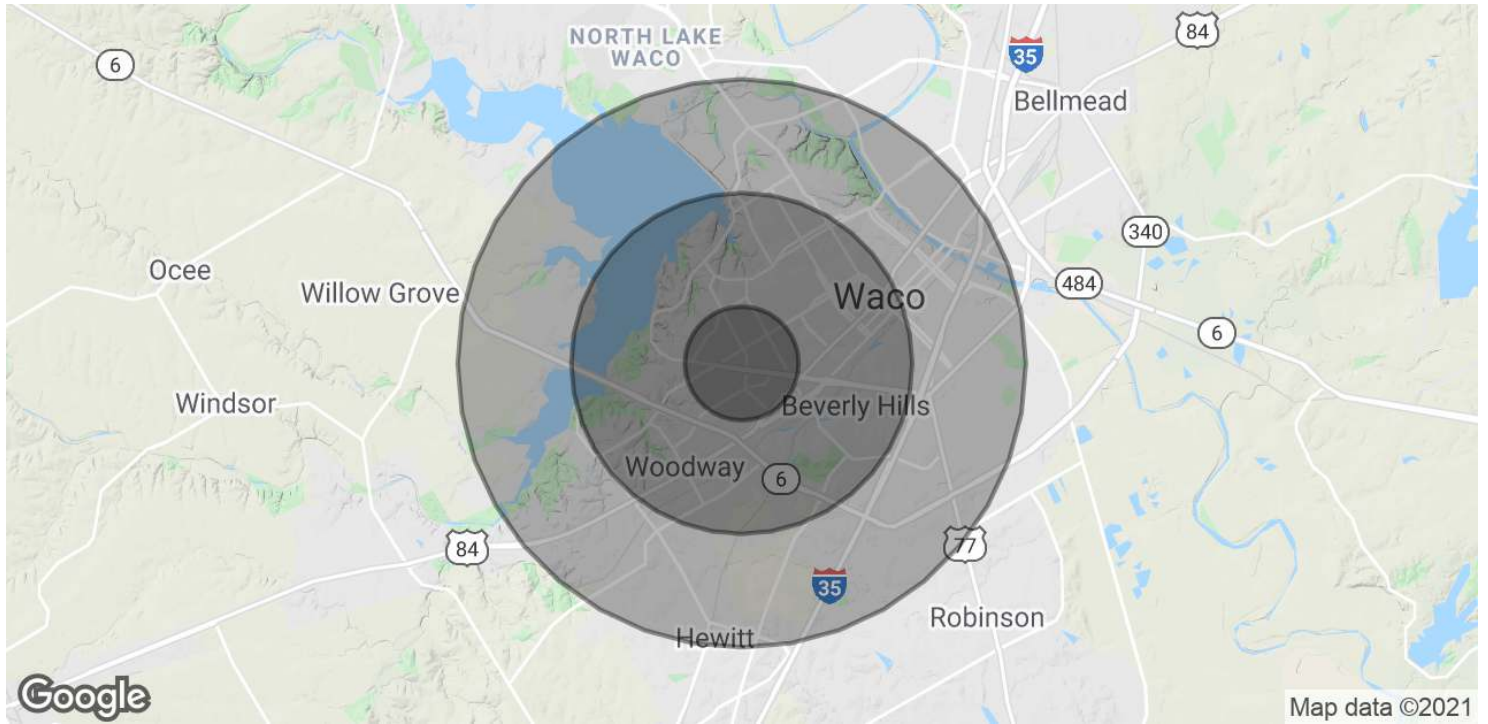 NORTH LAKE
WACO
84
35
6
Bellmead
340
Ocee
484
Willow Grove
Waco
6
Windsor
Beverly Hills
Woodway
6
84
77
35
Robinson
Hewitt
Google
Map data ©2021